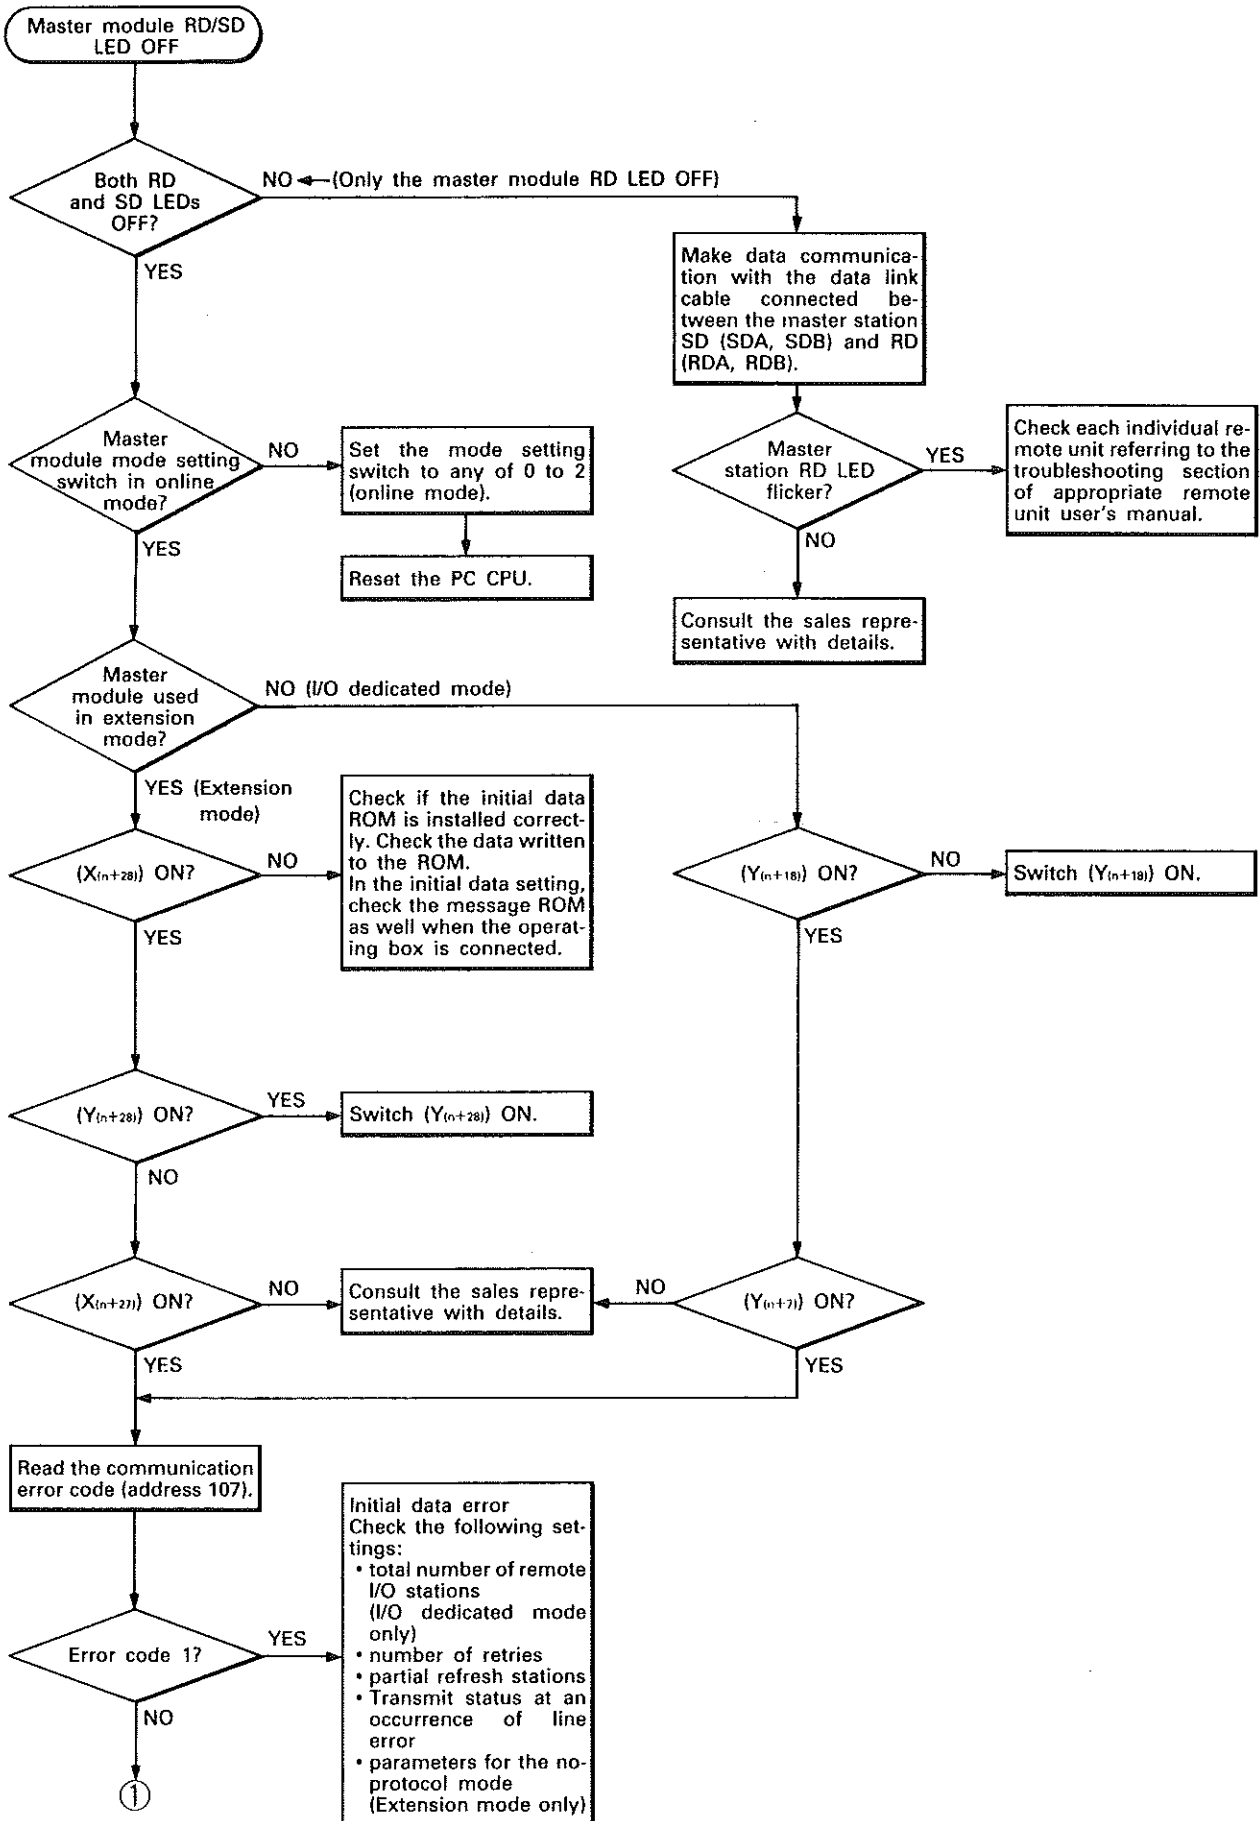 Master module RD/SD
LED OFF
Both RD
and SD LEDs
OFF?
NO ← (Only the master module RD LED OFF)
YES
Make data communica-
tion with the data link
cable connected be-
tween the master station
SD (SDA, SDB) and RD
(RDA, RDB).
Master
module mode setting
switch in online
mode?
NO
Set the mode setting
switch to any of 0 to 2
(online mode).
Reset the PC CPU.
YES
Master
station RD LED
flicker?
YES
Check each individual re-
mote unit referring to the
troubleshooting section
of appropriate remote
unit user's manual.
NO
Consult the sales repre-
sentative with details.
Master
module used
in extension
mode?
NO (I/O dedicated mode)
YES (Extension
mode)
(X(n+28)) ON?
NO
Check if the initial data
ROM is installed correct-
ly. Check the data written
to the ROM.
In the initial data setting,
check the message ROM
as well when the operat-
ing box is connected.
YES
(Y(n+18)) ON?
NO
Switch (Y(n+18)) ON.
YES
(Y(n+28)) ON?
YES
Switch (Y(n+28)) ON.
NO
(X(n+27)) ON?
NO
Consult the sales repre-
sentative with details.
NO
(Y(n+7)) ON?
YES
YES
Read the communication
error code (address 107).
Error code 1?
YES
Initial data error
Check the following set-
tings:
• total number of remote
I/O stations
(I/O dedicated mode
only)
• number of retries
• partial refresh stations
• Transmit status at an
occurrence of line
error
• parameters for the no-
protocol mode
(Extension mode only)
NO
①